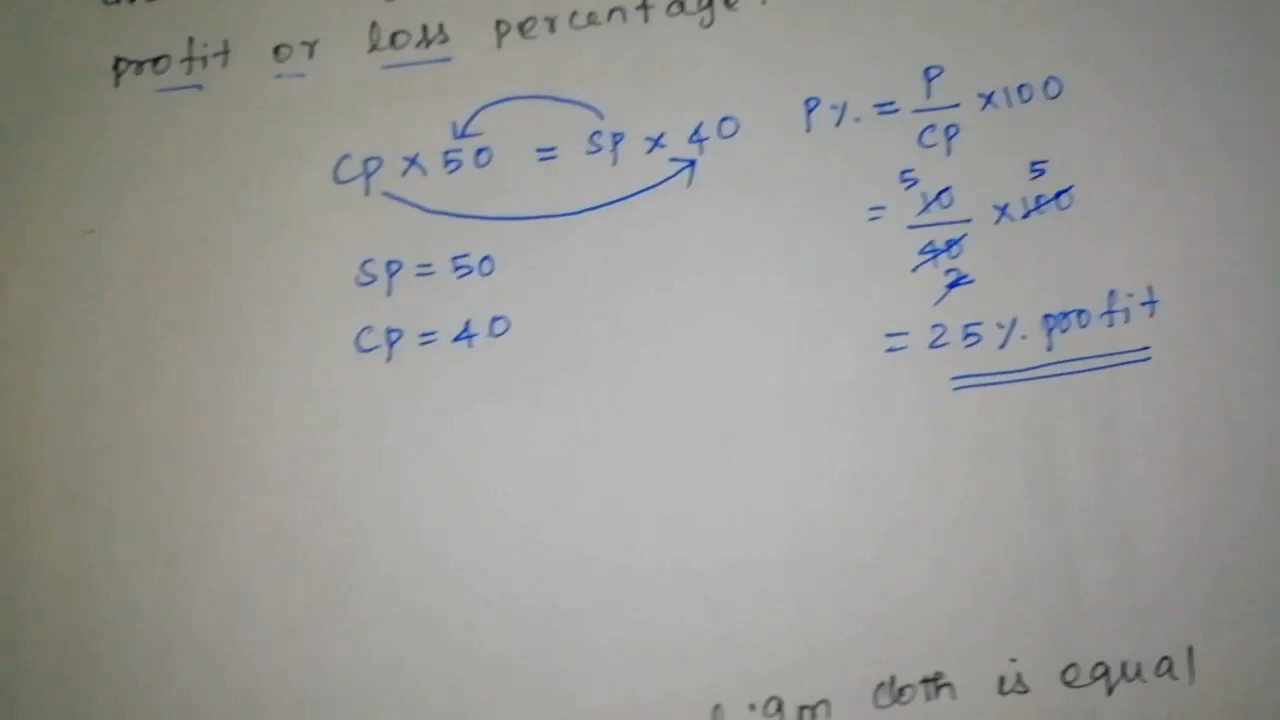 profit or loss percentage.
CP × 50 = SP × 40
SP = 50
CP = 40
P %. = P/CP × 100
= 5 10/40 2 × 100 5
= 25 %. profit
cloth is equal